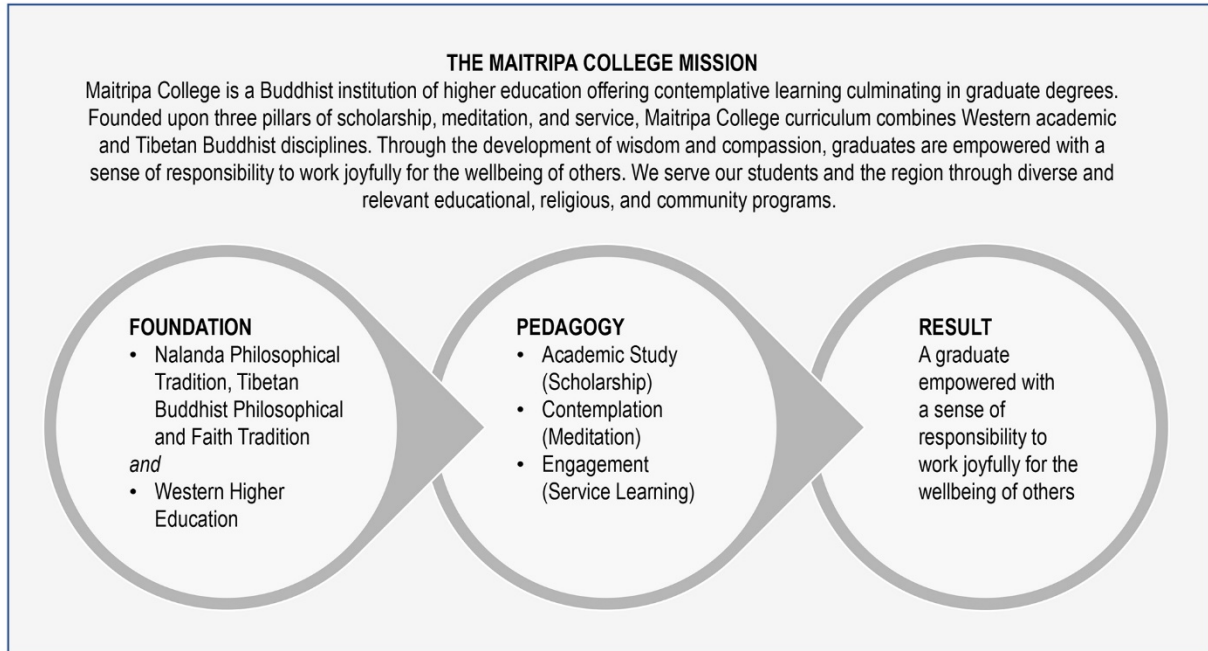 THE MAITRIPA COLLEGE MISSION
Maitripa College is a Buddhist institution of higher education offering contemplative learning culminating in graduate degrees.
Founded upon three pillars of scholarship, meditation, and service, Maitripa College curriculum combines Western academic
and Tibetan Buddhist disciplines. Through the development of wisdom and compassion, graduates are empowered with a
sense of responsibility to work joyfully for the wellbeing of others. We serve our students and the region through diverse and
relevant educational, religious, and community programs.
FOUNDATION
• Nalanda Philosophical
Tradition, Tibetan
Buddhist Philosophical
and Faith Tradition
and
• Western Higher
Education
PEDAGOGY
• Academic Study
(Scholarship)
• Contemplation
(Meditation)
• Engagement
(Service Learning)
RESULT
A graduate
empowered with
a sense of
responsibility to
work joyfully for the
wellbeing of others